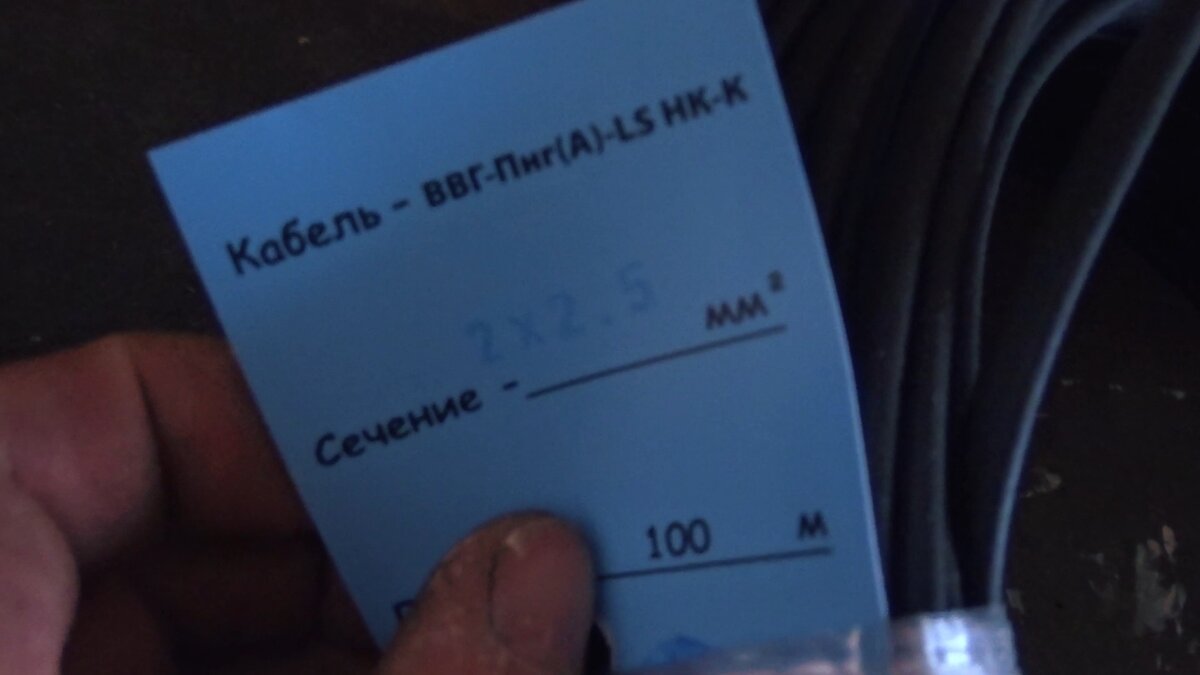 Кабель - ВВГ-Пнг(А)-LS НК-К
2х2.5 мм²
Сечение -
100 м